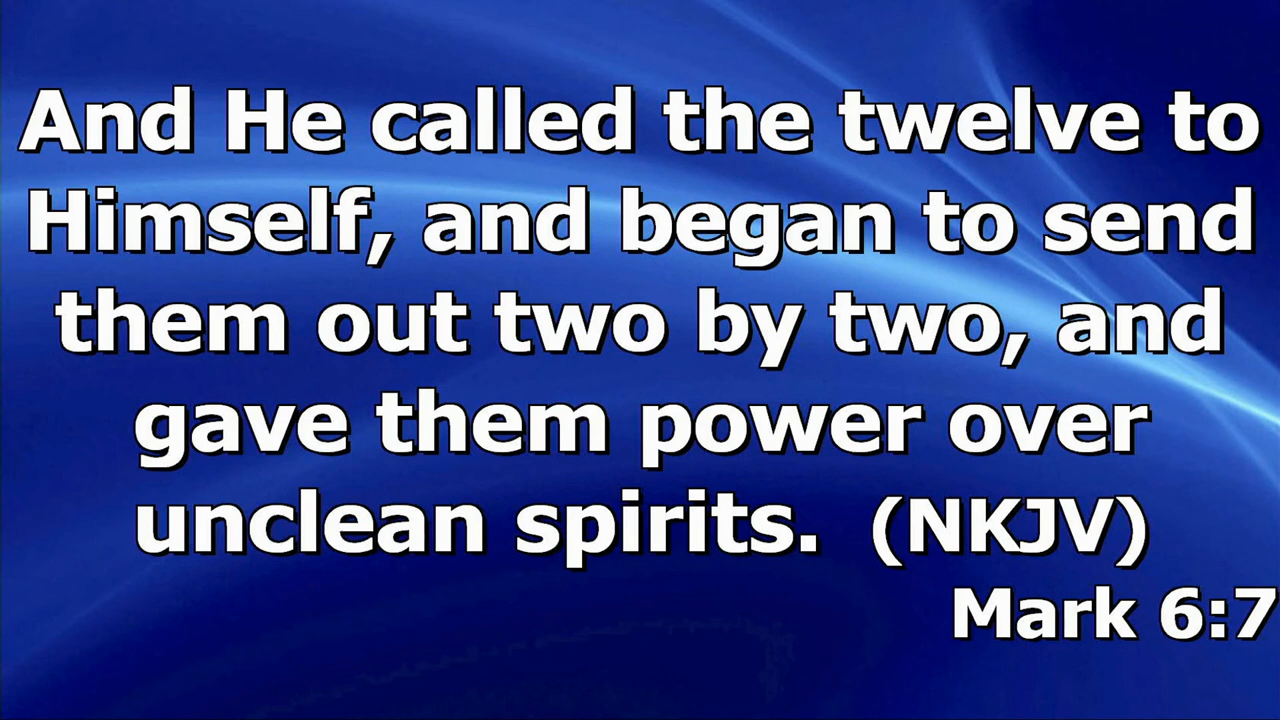 And He called the twelve to
Himself, and began to send
them out two by two, and
gave them power over
unclean spirits. (NKJV)
Mark 6:7